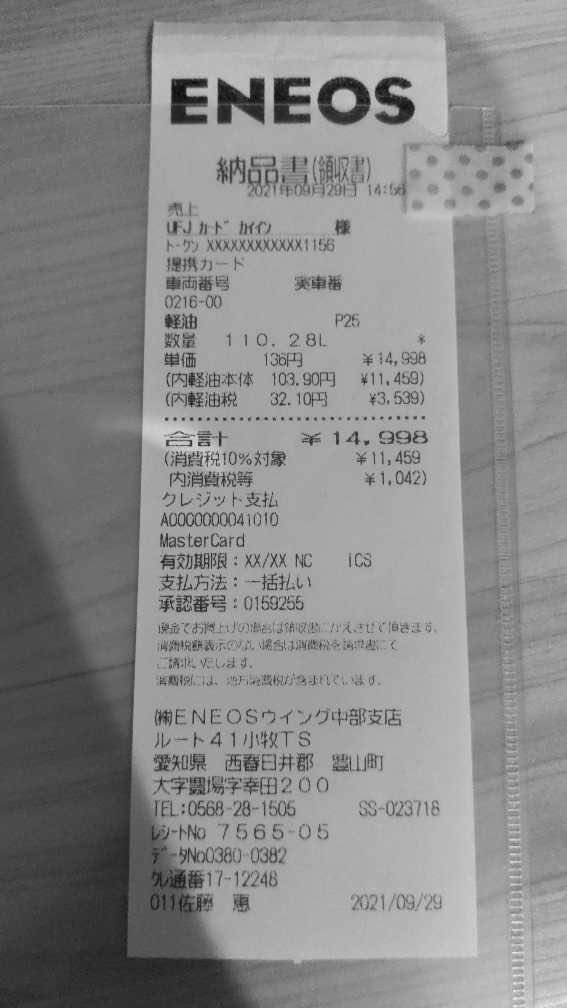 ENEOS
納品書(領収書)
2021年09月29日 14:56
売上
UFJ カード カイイン 様
トークン XXXXXXXXXXXX1156
提携カード
車両番号 実車番
0216-00
軽油 P25
数量 110.28L *
単価 136円 ¥14,998
(内軽油本体 103.90円 ¥11,459)
(内軽油税 32.10円 ¥3,539)
合計 ¥14,998
(消費税10%対象 ¥11,459
内消費税等 ¥1,042)
クレジット支払
A0000000041010
MasterCard
有効期限:XX/XX NC ICS
支払方法:一括払い
承認番号:0159255
現金でお買上げの場合は領収書にかえさせて頂きます。
消費税額表示のない場合は消費税を請求書にて
ご請求いたします。
消費税には、地方消費税が含まれています。
㈱ENEOSウイング中部支店
ルート41小牧TS
愛知県 西春日井郡 豊山町
大字豊場字幸田200
TEL:0568-28-1505 SS-023718
レシートNo 7565-05
データNo0380-0382
クレ通番17-12246
011佐藤 恵 2021/09/29